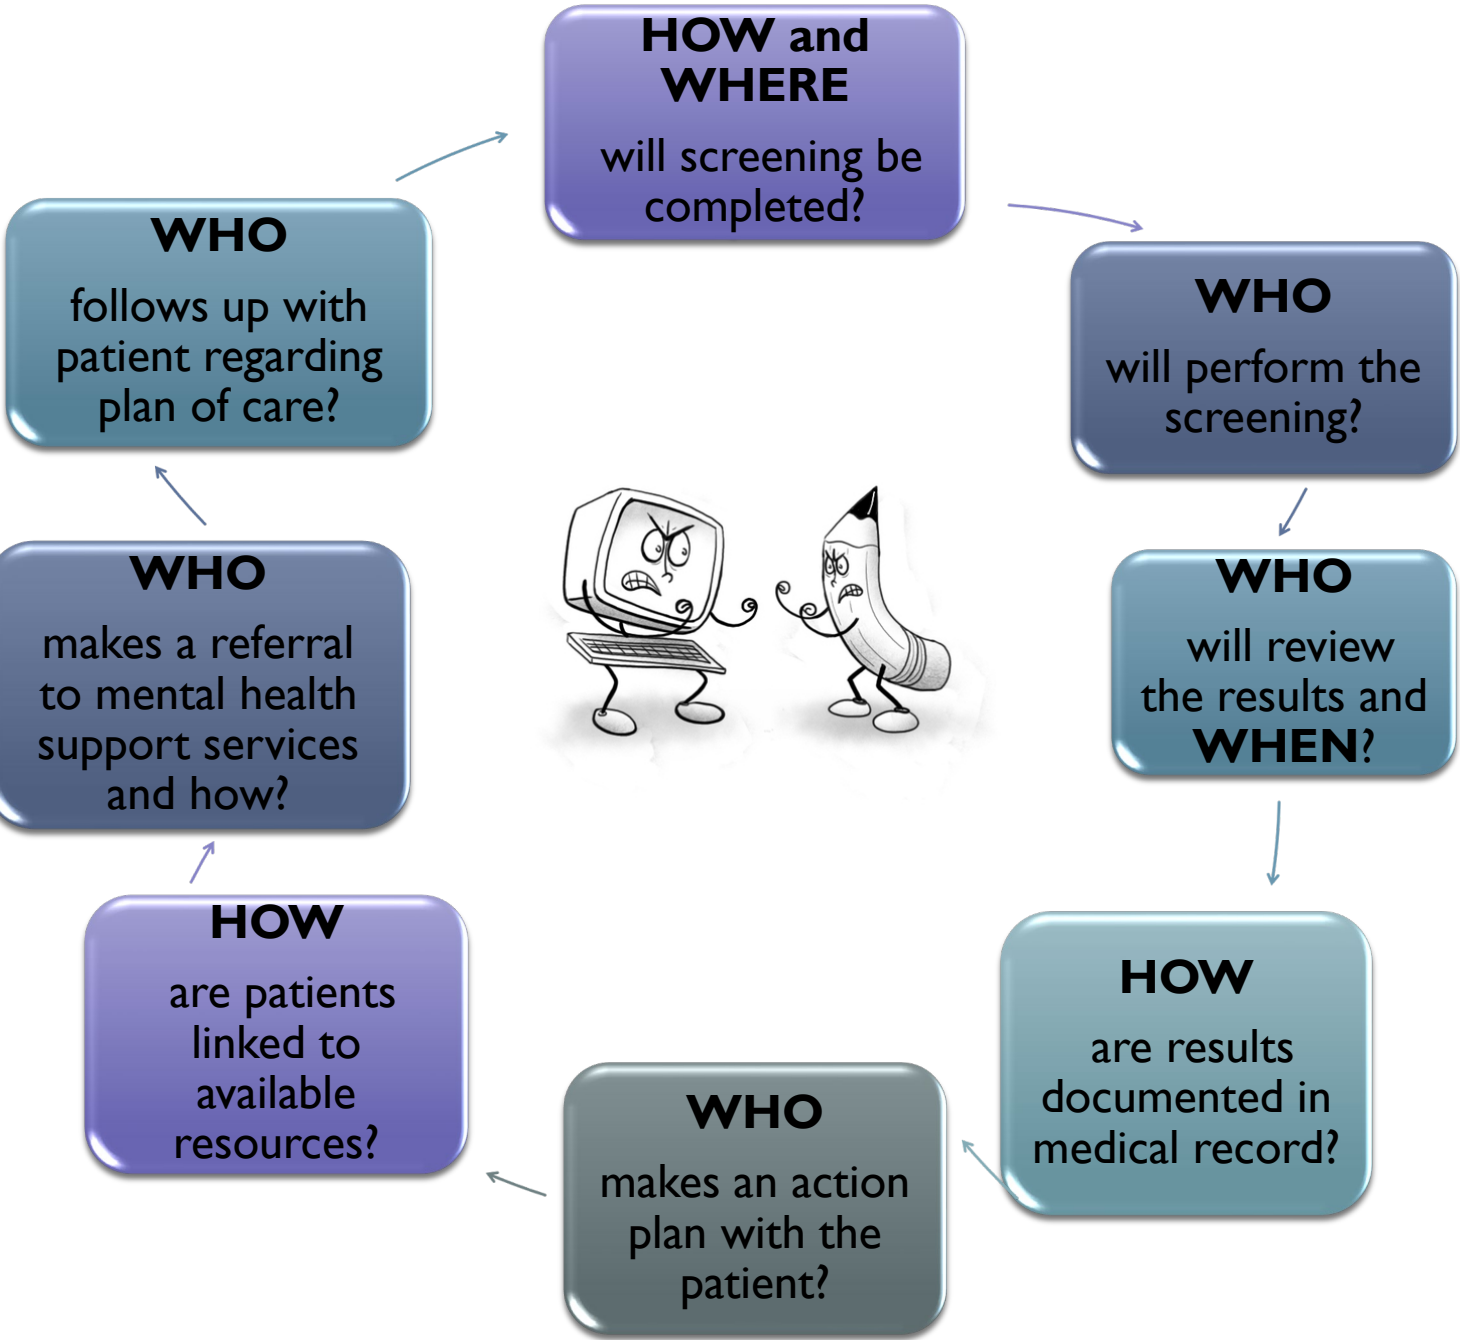 HOW and
WHERE
will screening be
completed?
WHO
will perform the
screening?
WHO
will review
the results and
WHEN?
HOW
are results
documented in
medical record?
WHO
makes an action
plan with the
patient?
HOW
are patients
linked to
available
resources?
WHO
makes a referral
to mental health
support services
and how?
WHO
follows up with
patient regarding
plan of care?